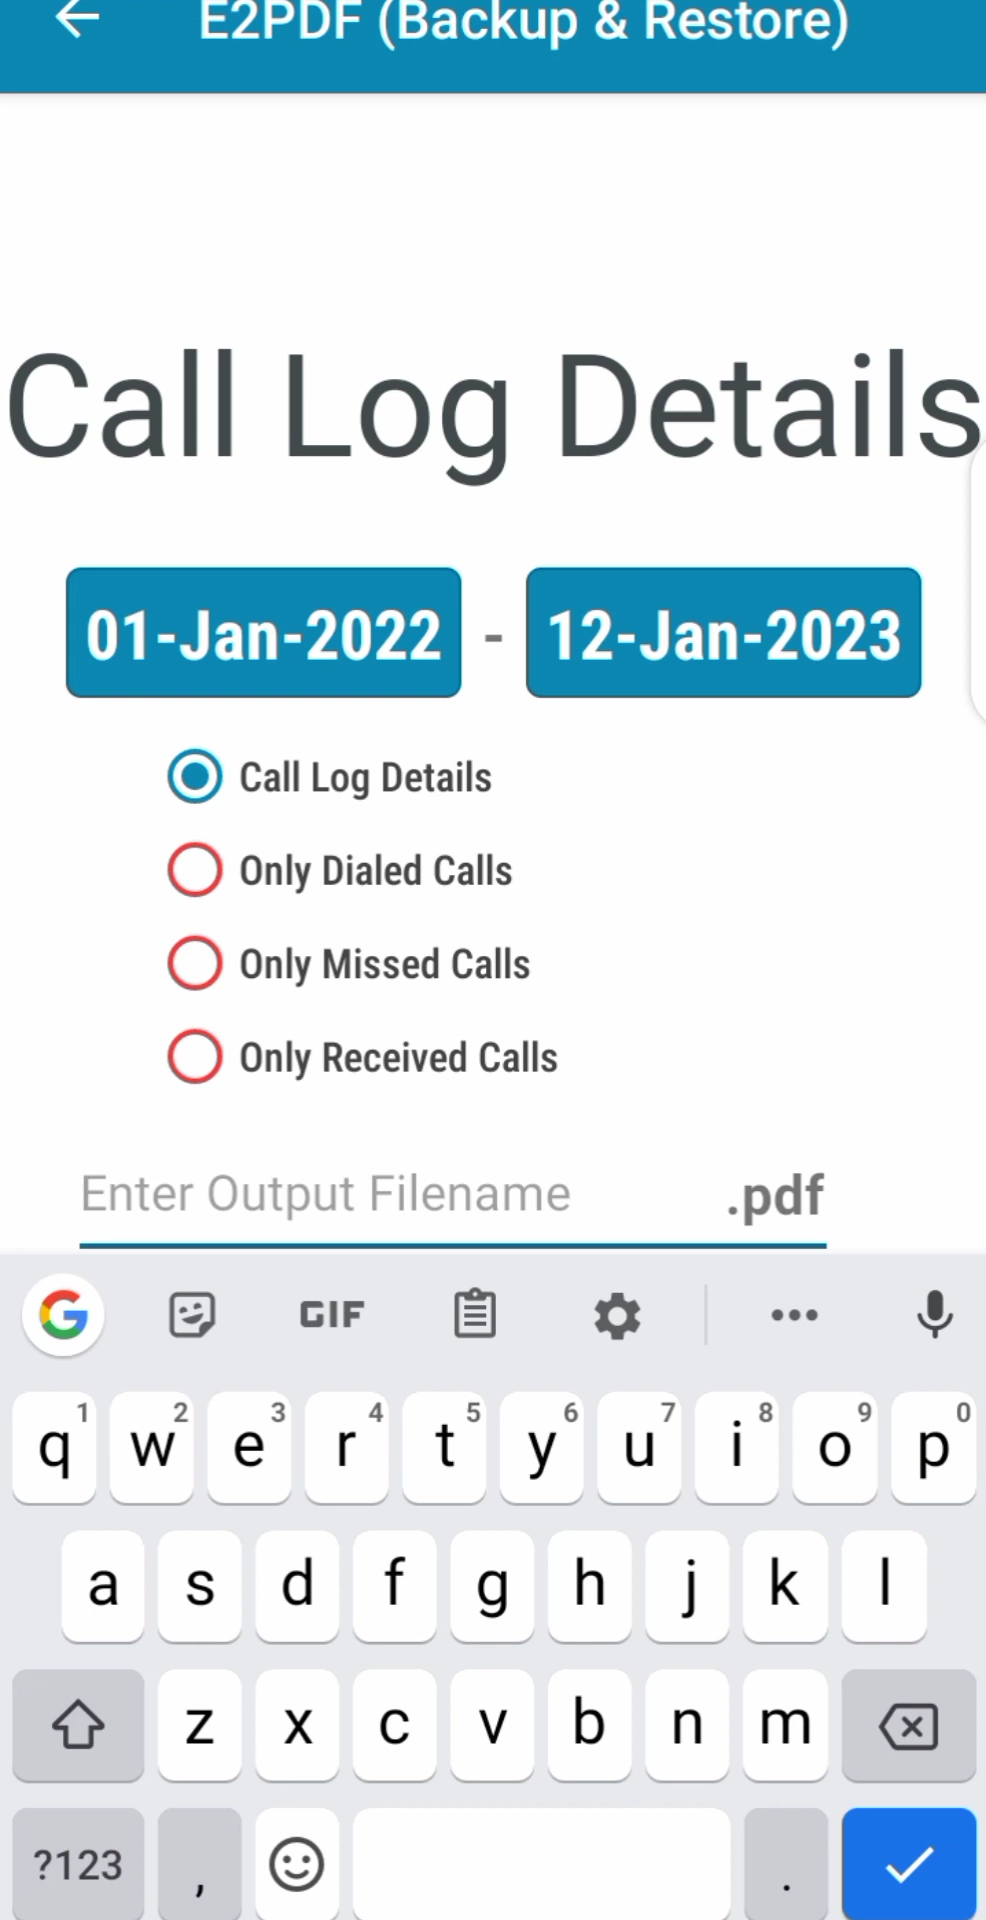 E2PDF (Backup & Restore)
Call Log Details
01-Jan-2022 - 12-Jan-2023
Call Log Details
Only Dialed Calls
Only Missed Calls
Only Received Calls
Enter Output Filename .pdf
G GIF
1 2 3 4 5 6 7 8 9 0
q w e r t y u i o p
a s d f g h j k l
z x c v b n m
?123 , .